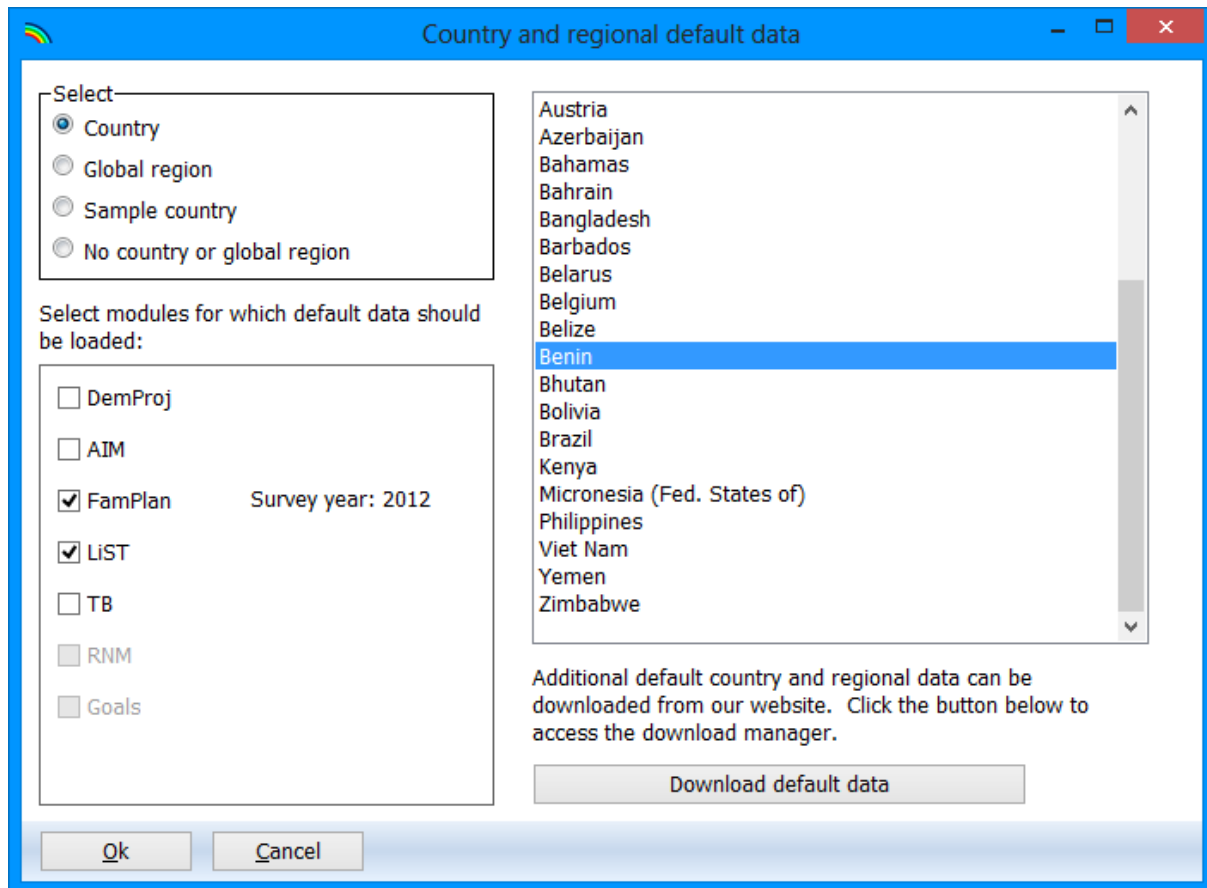 Country and regional default data
Select
Country
Global region
Sample country
No country or global region
Select modules for which default data should
be loaded:
DemProj
AIM
FamPlan Survey year: 2012
LiST
TB
RNM
Goals
Austria
Azerbaijan
Bahamas
Bahrain
Bangladesh
Barbados
Belarus
Belgium
Belize
Benin
Bhutan
Bolivia
Brazil
Kenya
Micronesia (Fed. States of)
Philippines
Viet Nam
Yemen
Zimbabwe
Additional default country and regional data can be
downloaded from our website. Click the button below to
access the download manager.
Download default data
Ok Cancel